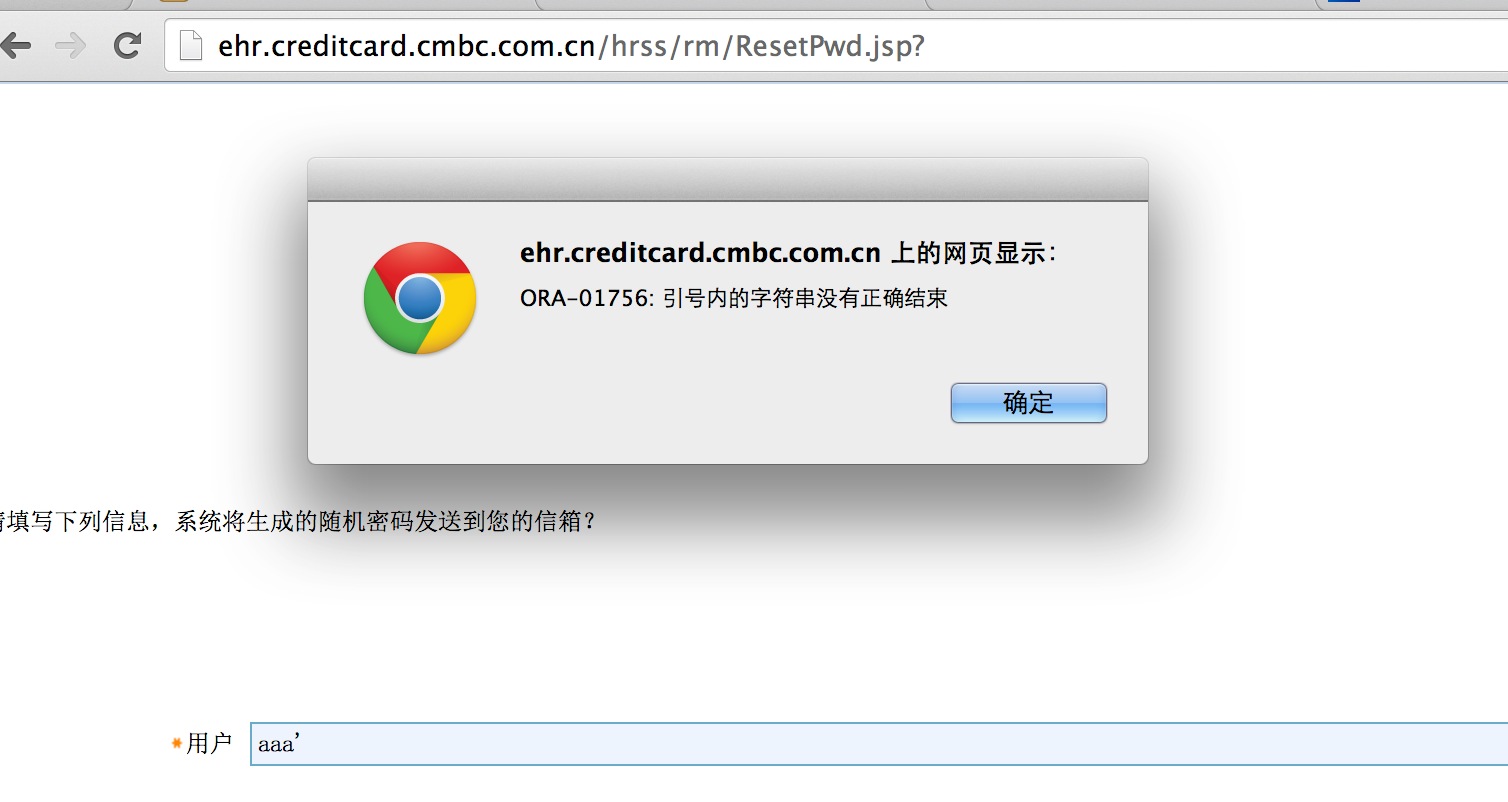 ehr.creditcard.cmbc.com.cn/hrss/rm/ResetPwd.jsp?
ehr.creditcard.cmbc.com.cn 上的网页显示：
ORA-01756: 引号内的字符串没有正确结束
确定
填写下列信息，系统将生成的随机密码发送到您的信箱？
*用户 aaa'